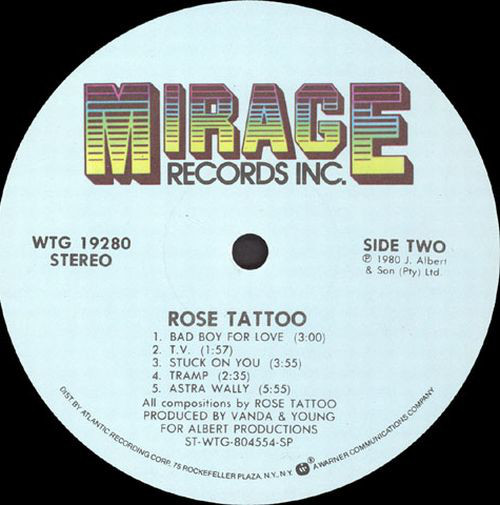 MIRAGE
RECORDS INC.
WTG 19280
STEREO
SIDE TWO
℗ 1980 J. Albert
& Son (Pty) Ltd.
ROSE TATTOO
1. BAD BOY FOR LOVE (3:00)
2. T.V. (1:57)
3. STUCK ON YOU (3:55)
4. TRAMP (2:35)
5. ASTRA WALLY (5:55)
All compositions by ROSE TATTOO
PRODUCED BY VANDA & YOUNG
FOR ALBERT PRODUCTIONS
ST-WTG-804554-SP
DIST. BY ATLANTIC RECORDING CORP. 75 ROCKEFELLER PLAZA, N.Y., N.Y. A WARNER COMMUNICATIONS COMPANY